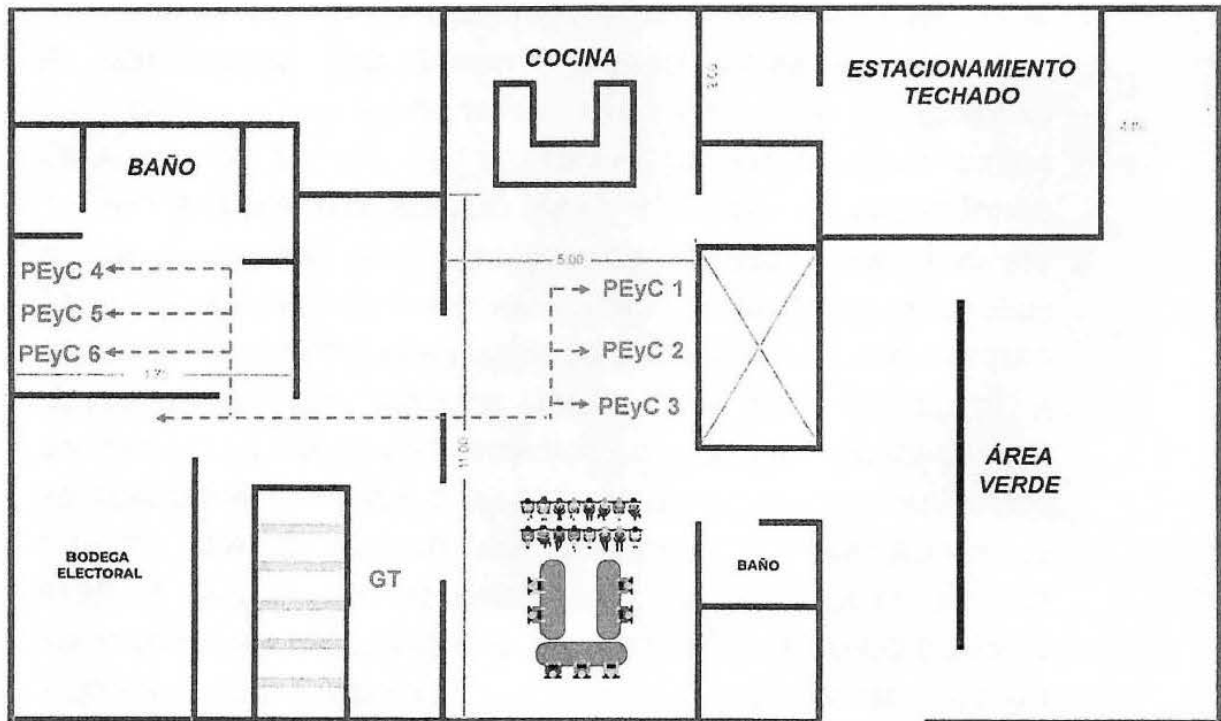 COCINA
ESTACIONAMIENTO
TECHADO
BAÑO
PEyC 4
PEyC 5
PEyC 6
5.00
PEyC 1
PEyC 2
PEyC 3
11.00
ÁREA
VERDE
BODEGA
ELECTORAL
GT
BAÑO